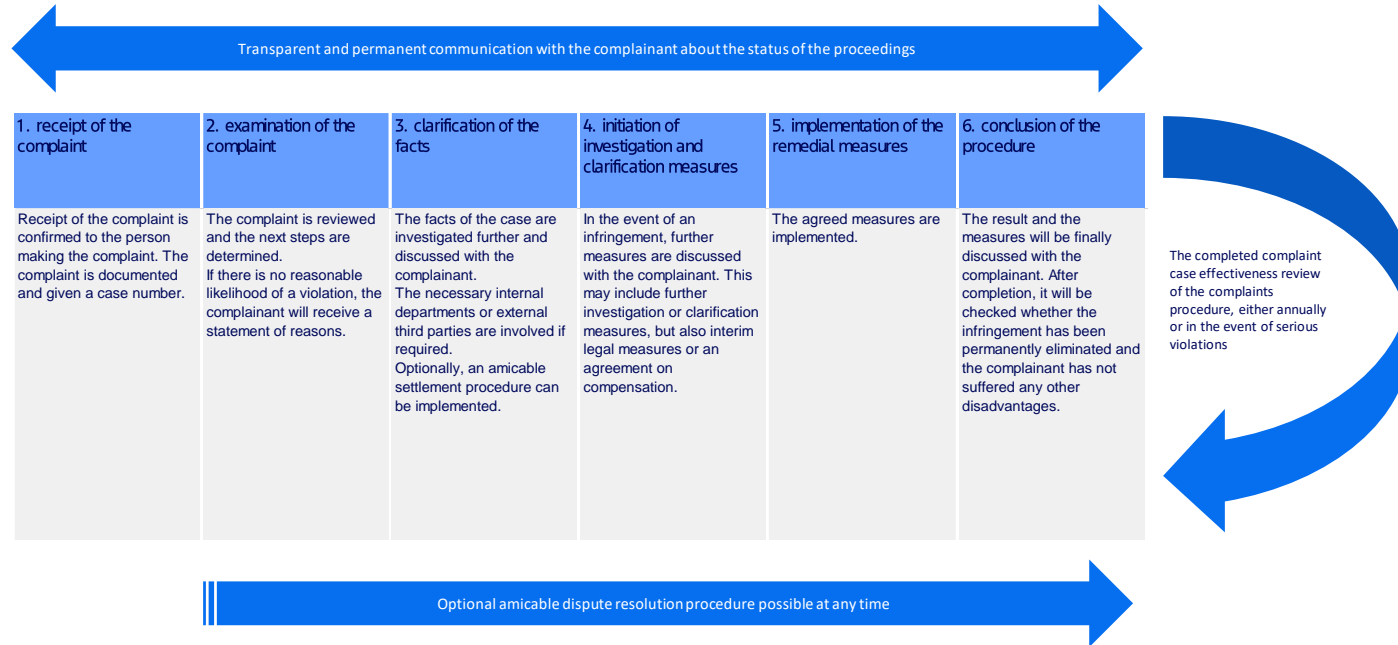 Transparent and permanent communication with the complainant about the status of the proceedings
1. receipt of the
complaint
2. examination of the
complaint
3. clarification of the
facts
4. initiation of
investigation and
clarification measures
5. implementation of the
remedial measures
6. conclusion of the
procedure
Receipt of the complaint is
confirmed to the person
making the complaint. The
complaint is documented
and given a case number.
The complaint is reviewed
and the next steps are
determined.
If there is no reasonable
likelihood of a violation, the
complainant will receive a
statement of reasons.
The facts of the case are
investigated further and
discussed with the
complainant.
The necessary internal
departments or external
third parties are involved if
required.
Optionally, an amicable
settlement procedure can
be implemented.
In the event of an
infringement, further
measures are discussed
with the complainant. This
may include further
investigation or clarification
measures, but also interim
legal measures or an
agreement on
compensation.
The agreed measures are
implemented.
The result and the
measures will be finally
discussed with the
complainant. After
completion, it will be
checked whether the
infringement has been
permanently eliminated and
the complainant has not
suffered any other
disadvantages.
The completed complaint
case effectiveness review
of the complaints
procedure, either annually
or in the event of serious
violations
Optional amicable dispute resolution procedure possible at any time